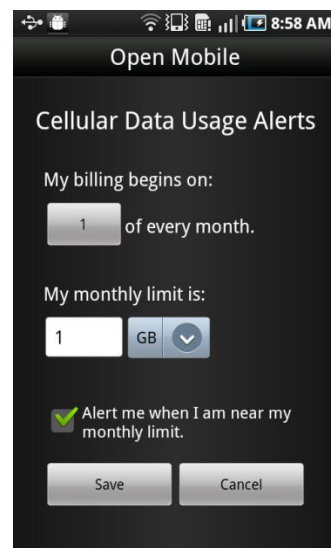 8:58 AM
Open Mobile
Cellular Data Usage Alerts
My billing begins on:
1 of every month.
My monthly limit is:
1 GB
Alert me when I am near my
monthly limit.
Save Cancel